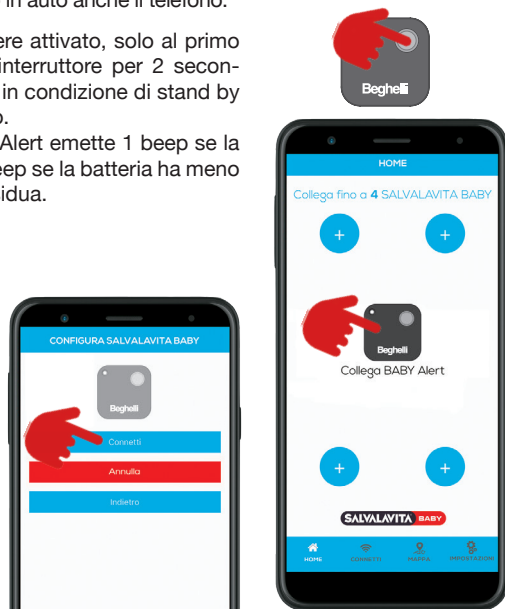 in auto anche il telefono.
ere attivato, solo al primo
interruttore per 2 secon-
in condizione di stand by
o.
Alert emette 1 beep se la
eep se la batteria ha meno
sidua.
Beghelli
HOME
Collega fino a 4 SALVALAVITA BABY
+
+
Beghelli
Collega BABY Alert
+
+
SALVALAVITA BABY
HOME
CONNETTI
MAPPA
IMPOSTAZIONI
CONFIGURA SALVALAVITA BABY
Beghelli
Connetti
Annulla
Indietro